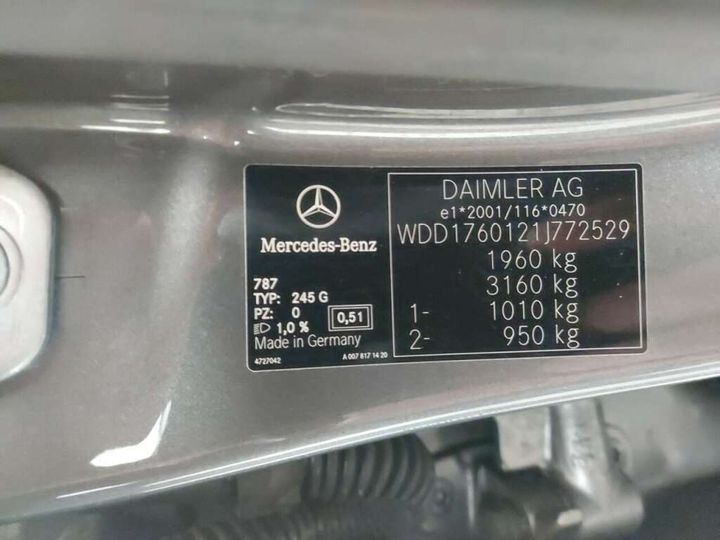 Mercedes-Benz
787
TYP: 245 G
PZ: 0
1,0 %
0,51
Made in Germany
4727042
A 007 817 14 20
DAIMLER AG
e1*2001/116*0470
WDD1760121J772529
1960 kg
3160 kg
1- 1010 kg
2- 950 kg